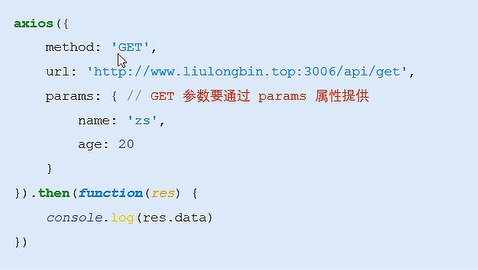 axios({
method: 'GET',
url: 'http://www.liulongbin.top:3006/api/get',
params: { // GET 参数要通过 params 属性提供
name: 'zs',
age: 20
}
}).then(function(res) {
console.log(res.data)
})